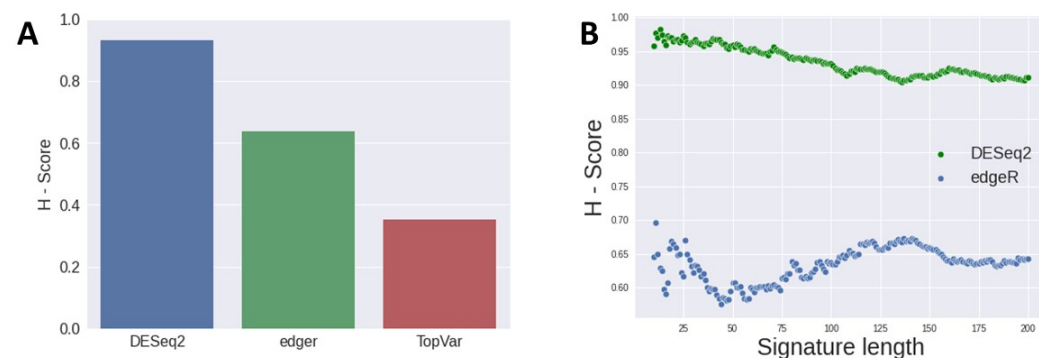 A
1.0
0.8
0.6
0.4
0.2
0.0
H - Score
DESeq2 edger TopVar
B
1.00
0.95
0.90
0.85
0.80
0.75
0.70
0.65
0.60
H - Score
DESeq2
edgeR
25 50 75 100 125 150 175 200
Signature length